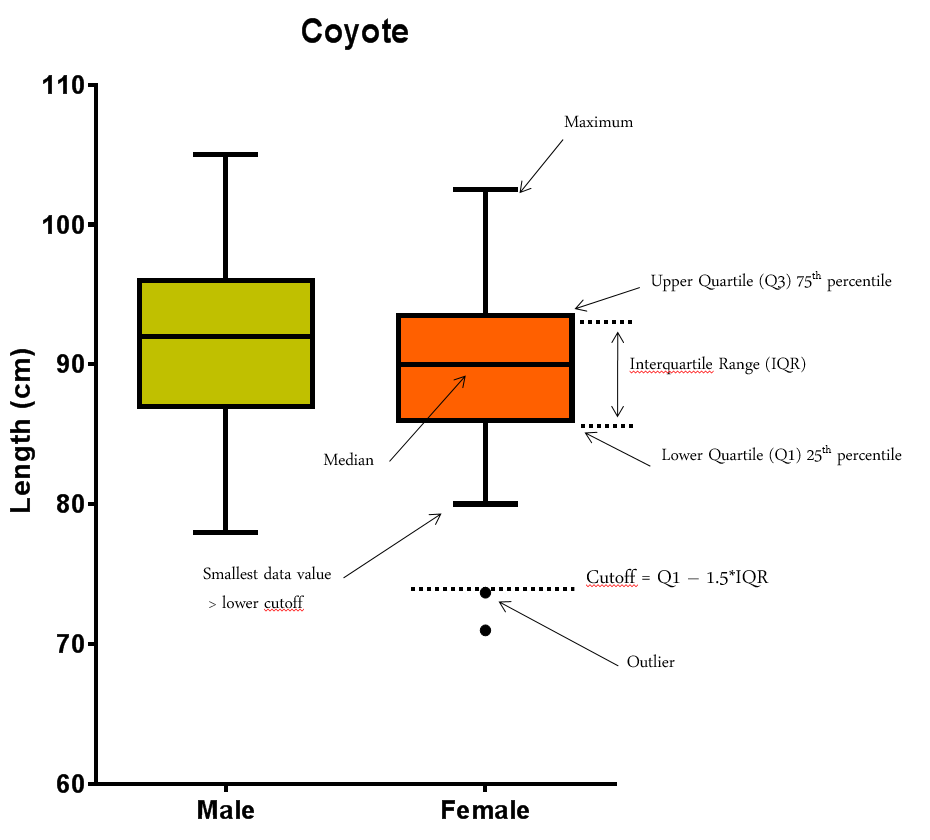 Coyote
110
Maximum
100
Upper Quartile (Q3) 75th percentile
90
Interquartile Range (IQR)
Length (cm)
Median
Lower Quartile (Q1) 25th percentile
80
Smallest data value
> lower cutoff
Cutoff = Q1 – 1.5*IQR
70
Outlier
60
Male
Female